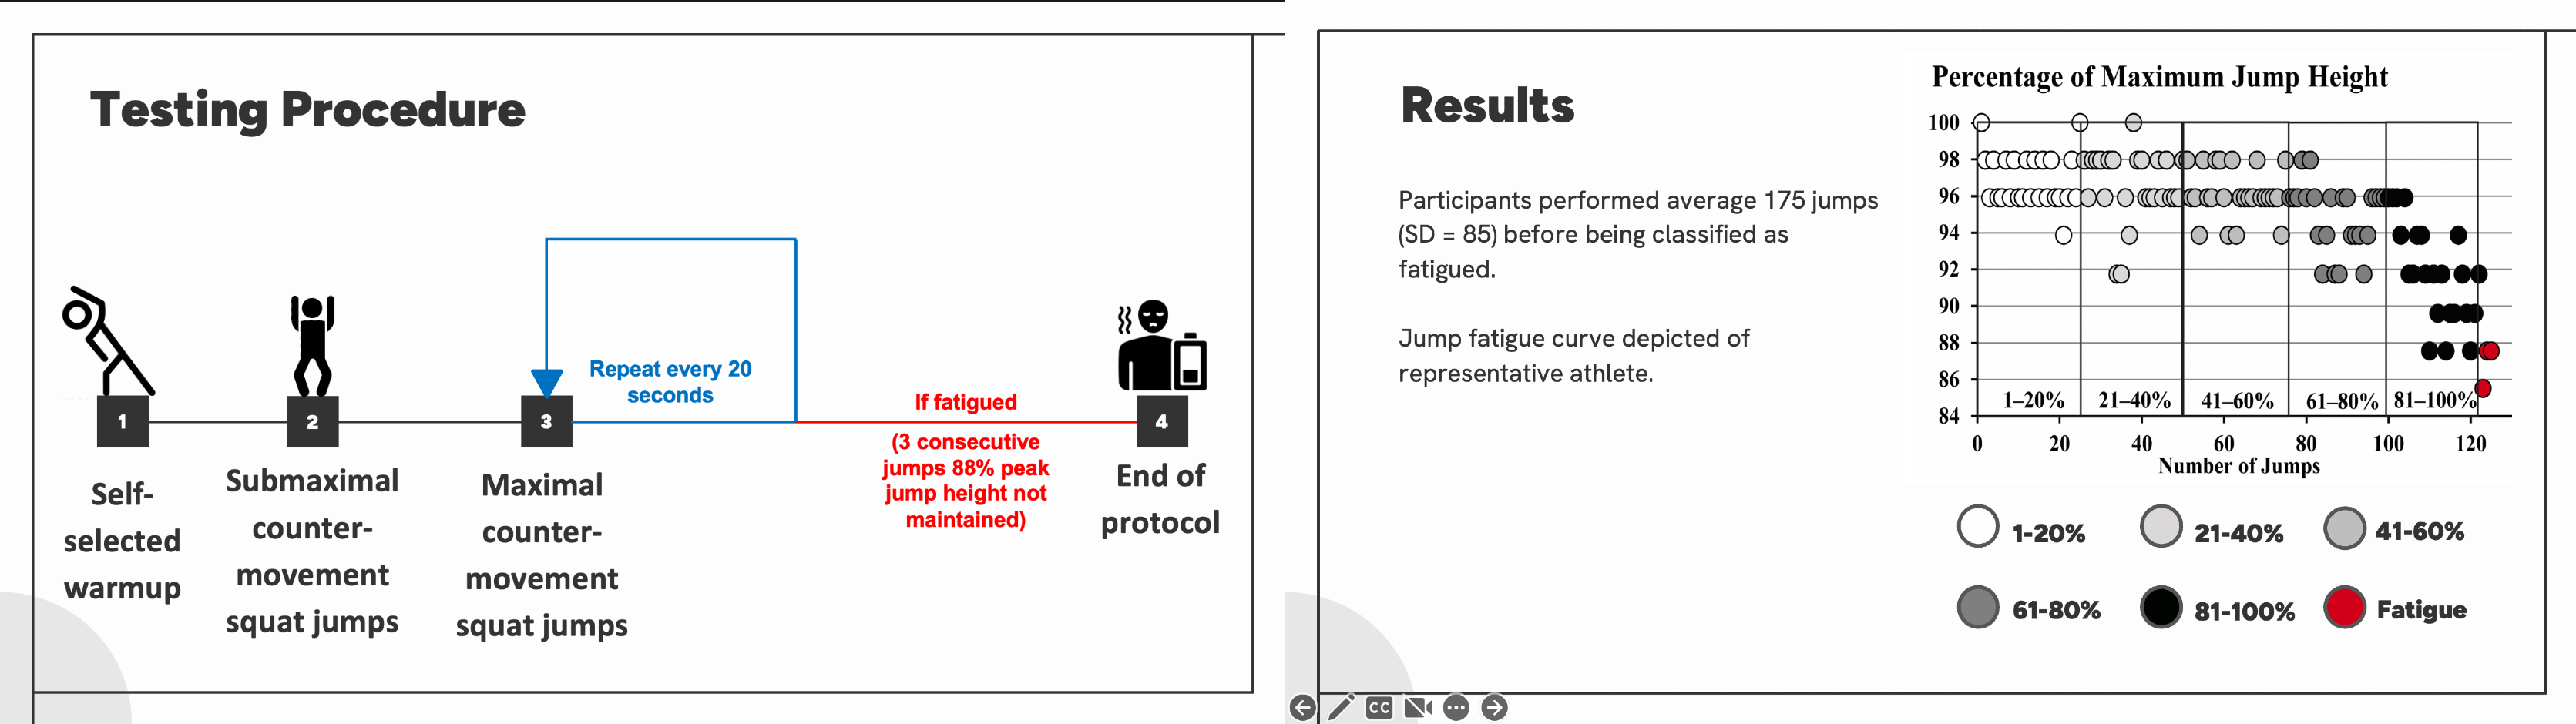 Testing Procedure
Repeat every 20
seconds
If fatigued
(3 consecutive
jumps 88% peak
jump height not
maintained)
1
2
3
4
Self-
selected
warmup
Submaximal
counter-
movement
squat jumps
Maximal
counter-
movement
squat jumps
End of
protocol
Results
Participants performed average 175 jumps
(SD = 85) before being classified as
fatigued.
Jump fatigue curve depicted of
representative athlete.
Percentage of Maximum Jump Height
100
98
96
94
92
90
88
86
84
1–20%
21–40%
41–60%
61–80%
81–100%
0 20 40 60 80 100 120
Number of Jumps
1-20%
21-40%
41-60%
61-80%
81-100%
Fatigue
CC